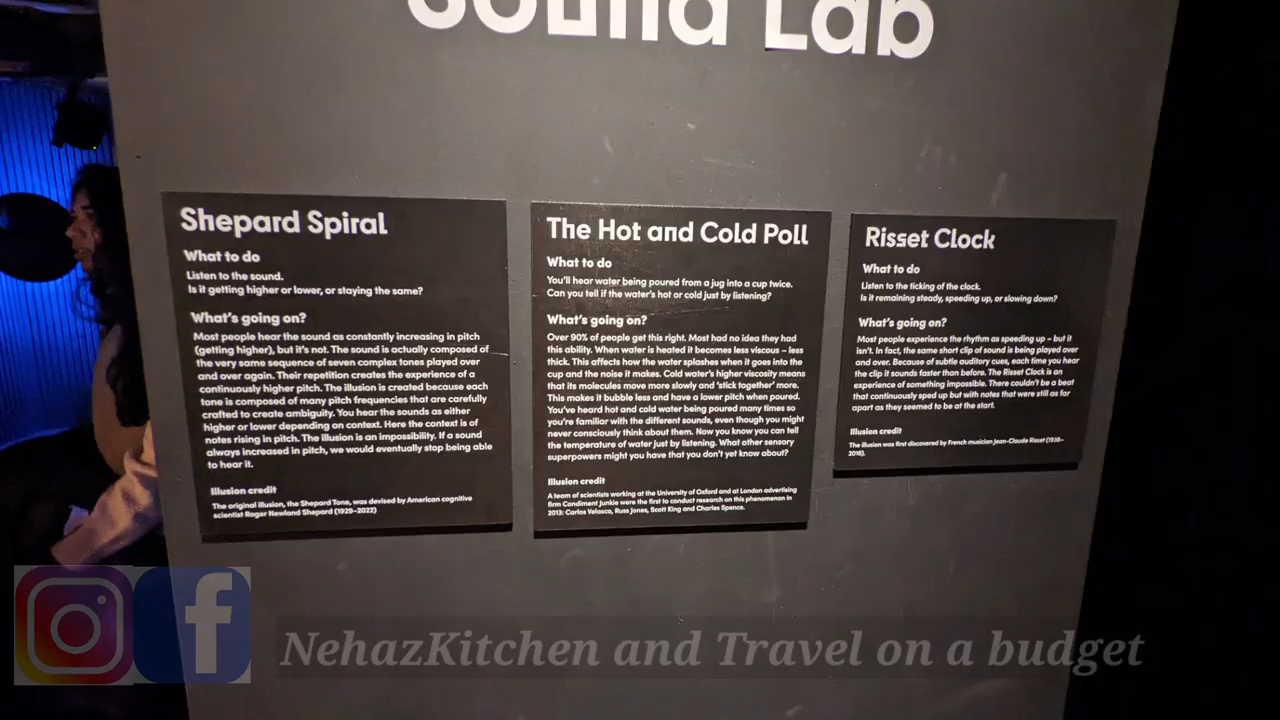 Sound Lab
Shepard Spiral
What to do
Listen to the sound.
Is it getting higher or lower, or staying the same?
What's going on?
Most people hear the sound as constantly increasing in pitch
(getting higher), but it's not. The sound is actually composed of
the very same sequence of seven complex tones played over
and over again. Their repetition creates the experience of a
continuously higher pitch. The illusion is created because each
tone is composed of many pitch frequencies that are carefully
crafted to create ambiguity. You hear the sounds as either
higher or lower depending on context. Here the context is of
notes rising in pitch. The illusion is an impossibility. If a sound
always increased in pitch, we would eventually stop being able
to hear it.
Illusion credit
The original illusion, the Shepard Tone, was devised by American cognitive
scientist Roger Newland Shepard (1929–2022)
The Hot and Cold Poll
What to do
You'll hear water being poured from a jug into a cup twice.
Can you tell if the water's hot or cold just by listening?
What's going on?
Over 90% of people get this right. Most had no idea they had
this ability. When water is heated it becomes less viscous – less
thick. This affects how the water splashes when it goes into the
cup and the noise it makes. Cold water's higher viscosity means
that its molecules move more slowly and 'stick together' more.
This makes it bubble less and have a lower pitch when poured.
You've heard hot and cold water being poured many times so
you're familiar with the different sounds, even though you might
never consciously think about them. Now you know you can tell
the temperature of water just by listening. What other sensory
superpowers might you have that you don't yet know about?
Illusion credit
A team of scientists working at the University of Oxford and at London advertising
firm Condiment Junkie were the first to conduct research on this phenomenon in
2013: Carlos Velasco, Russ Jones, Scott King and Charles Spence.
Risset Clock
What to do
Listen to the ticking of the clock.
Is it remaining steady, speeding up, or slowing down?
What's going on?
Most people experience the rhythm as speeding up – but it
isn't. In fact, the same short clip of sound is being played over
and over. Because of subtle auditory cues, each time you hear
the clip it sounds faster than before. The Risset Clock is an
experience of something impossible. There couldn't be a beat
that continuously sped up but with notes that were still as far
apart as they seemed to be at the start.
Illusion credit
The illusion was first discovered by French musician Jean-Claude Risset (1938–
2016).
NehazKitchen and Travel on a budget